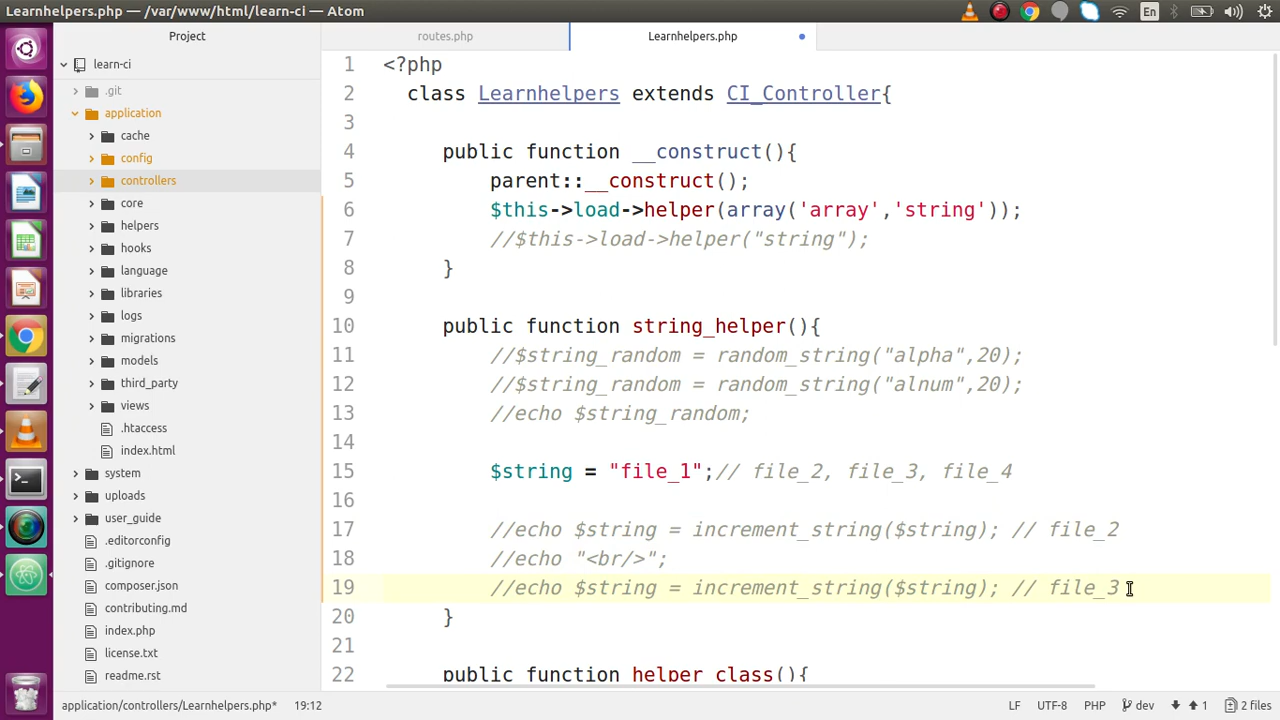 Learnhelpers.php — /var/www/html/learn-ci — Atom
En
Project
routes.php
Learnhelpers.php
learn-ci
.git
application
cache
config
controllers
core
helpers
hooks
language
libraries
logs
migrations
models
third_party
views
.htaccess
index.html
system
uploads
user_guide
.editorconfig
.gitignore
composer.json
contributing.md
index.php
license.txt
readme.rst
1 <?php
2 class Learnhelpers extends CI_Controller{
3
4 public function __construct(){
5 parent::__construct();
6 $this->load->helper(array('array','string'));
7 //$this->load->helper("string");
8 }
9
10 public function string_helper(){
11 //$string_random = random_string("alpha",20);
12 //$string_random = random_string("alnum",20);
13 //echo $string_random;
14
15 $string = "file_1";// file_2, file_3, file_4
16
17 //echo $string = increment_string($string); // file_2
18 //echo "<br/>";
19 //echo $string = increment_string($string); // file_3
20 }
21
22 public function helper_class(){
application/controllers/Learnhelpers.php* 19:12 LF UTF-8 PHP dev 1 2 files